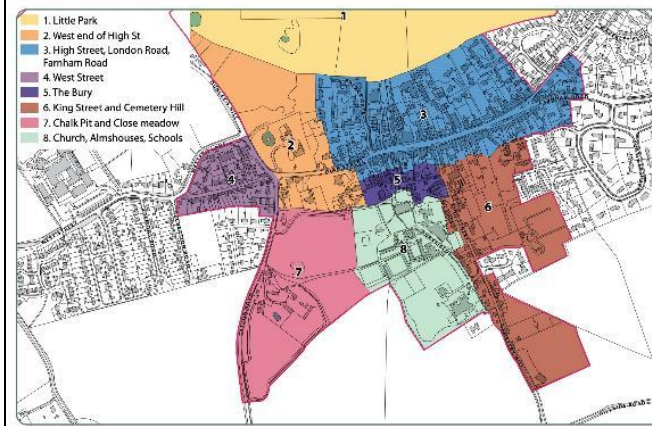 1
1. Little Park
2. West end of High St
3. High Street, London Road,
Farnham Road
4. West Street
5. The Bury
6. King Street and Cemetery Hill
7. Chalk Pit and Close meadow
8. Church, Almshouses, Schools
3
2
4
5
6
8
7